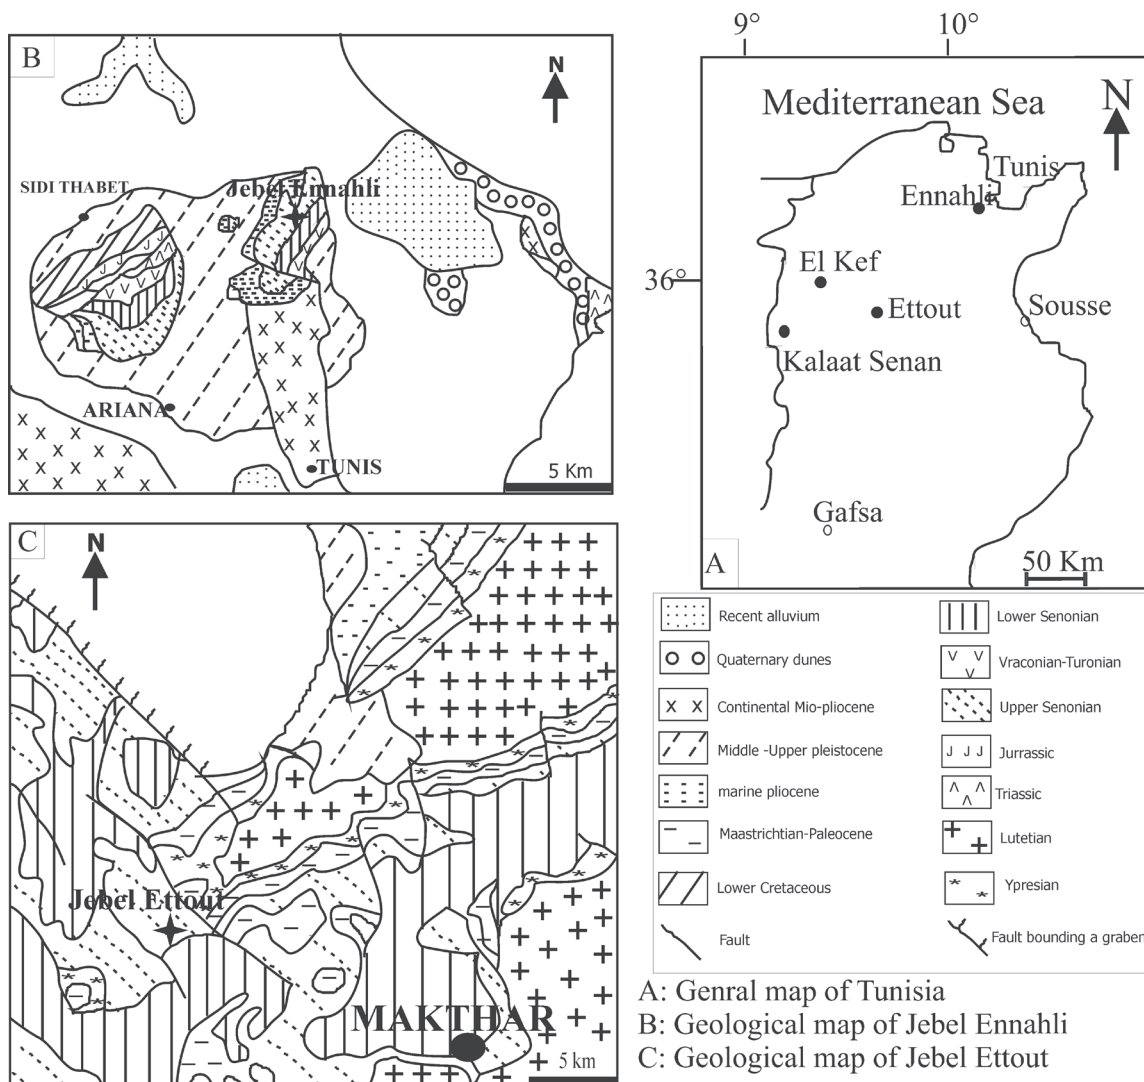 B
N
SIDI THABET
Jebel Ennahli
ARIANA
TUNIS
5 Km
9°
10°
Mediterranean Sea
N
Tunis
Ennahli
El Kef
36°
Ettout
Sousse
Kalaat Senan
Gafsa
A
50 Km
C
N
Jebel Ettout
MAKTHAR
5 km
Recent alluvium
Quaternary dunes
Continental Mio-pliocene
Middle -Upper pleistocene
marine pliocene
Maastrichtian-Paleocene
Lower Cretaceous
Fault
Lower Senonian
Vraconian-Turonian
Upper Senonian
Jurrassic
Triassic
Lutetian
Ypresian
Fault bounding a graben
A: Genral map of Tunisia
B: Geological map of Jebel Ennahli
C: Geological map of Jebel Ettout